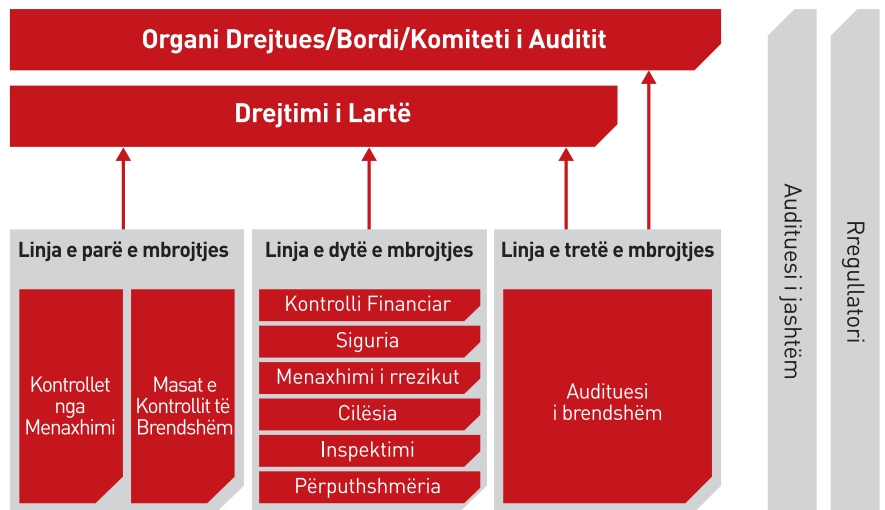 Organi Drejtues/Bordi/Komiteti i Auditit
Drejtimi i Lartë
Linja e parë e mbrojtjes
Kontrollet
nga
Menaxhimi
Masat e
Kontrollit të
Brendshëm
Linja e dytë e mbrojtjes
Kontrolli Financiar
Siguria
Menaxhimi i rrezikut
Cilësia
Inspektimi
Përputhshmëria
Linja e tretë e mbrojtjes
Audituesi
i brendshëm
Audituesi i jashtëm
Rregullatori